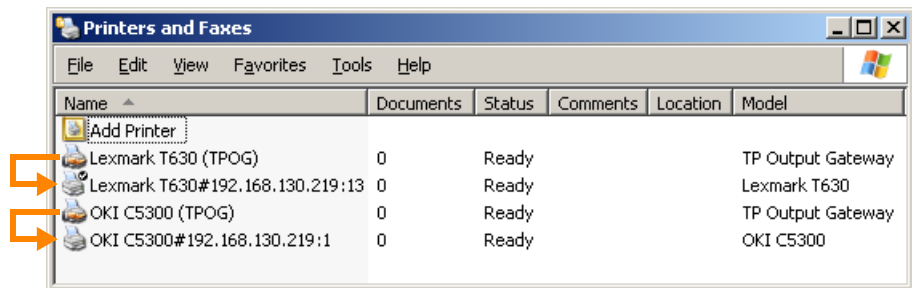 Printers and Faxes
File Edit View Favorites Tools Help
Name Documents Status Comments Location Model
Add Printer
Lexmark T630 (TPOG) 0 Ready TP Output Gateway
Lexmark T630#192.168.130.219:13 0 Ready Lexmark T630
OKI C5300 (TPOG) 0 Ready TP Output Gateway
OKI C5300#192.168.130.219:1 0 Ready OKI C5300